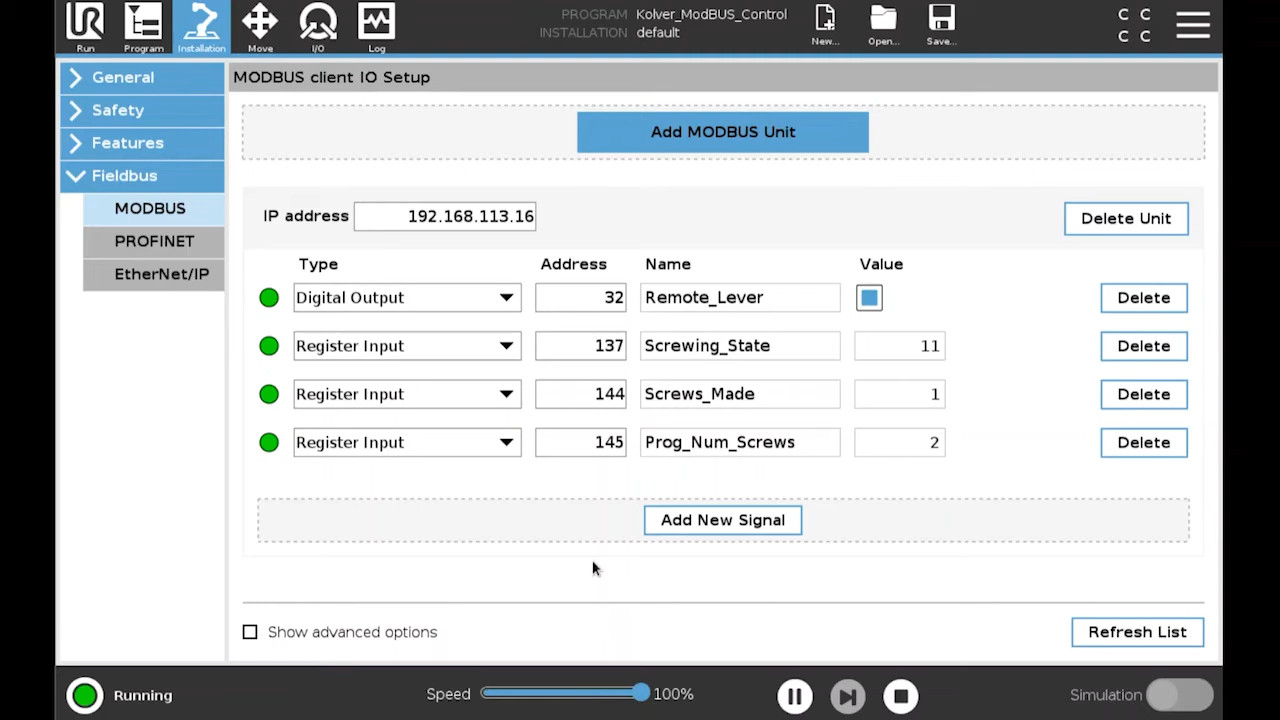 PROGRAM Kolver_ModBUS_Control
INSTALLATION default
UR
Run
Program
Installation
Move
I/O
Log
New...
Open...
Save...
C C
C C
General
Safety
Features
Fieldbus
MODBUS
PROFINET
EtherNet/IP
MODBUS client IO Setup
Add MODBUS Unit
IP address 192.168.113.16 Delete Unit
Type Address Name Value
Digital Output 32 Remote_Lever Delete
Register Input 137 Screwing_State 11 Delete
Register Input 144 Screws_Made 1 Delete
Register Input 145 Prog_Num_Screws 2 Delete
Add New Signal
Show advanced options Refresh List
Running Speed 100% Simulation